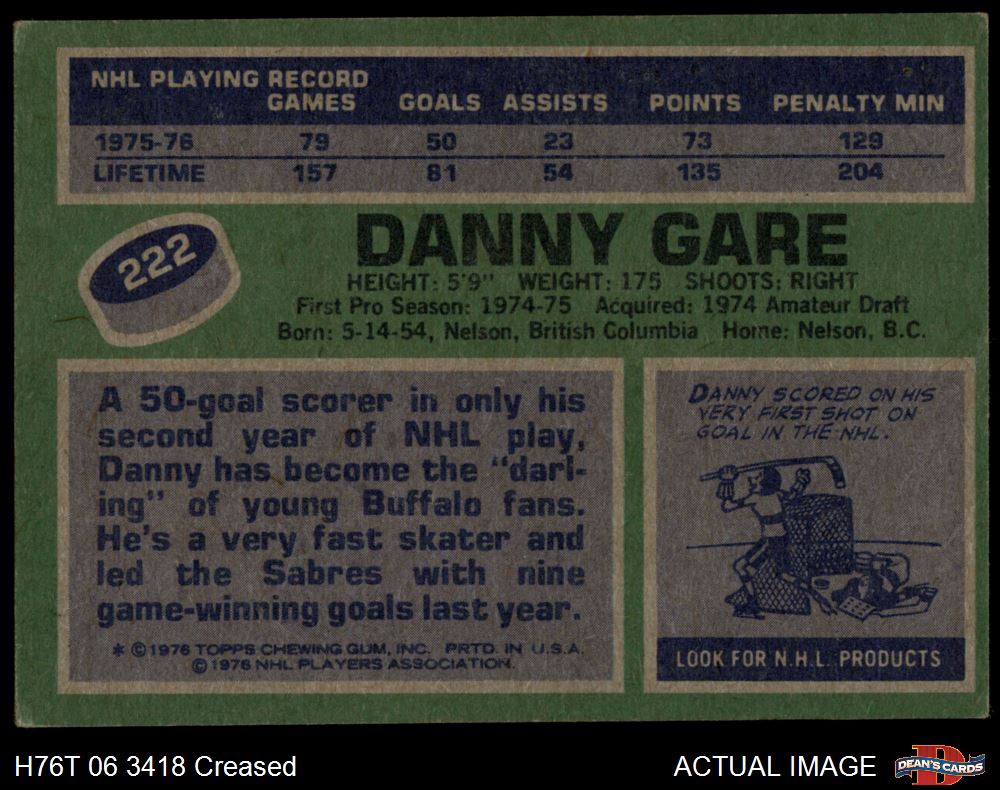 NHL PLAYING RECORD
GAMES GOALS ASSISTS POINTS PENALTY MIN
1975-76 79 50 23 73 129
LIFETIME 157 81 54 135 204
222
DANNY GARE
HEIGHT: 5'9" WEIGHT: 175 SHOOTS: RIGHT
First Pro Season: 1974-75 Acquired: 1974 Amateur Draft
Born: 5-14-54, Nelson, British Columbia Home: Nelson, B.C.
A 50-goal scorer in only his
second year of NHL play,
Danny has become the "darl-
ing" of young Buffalo fans.
He's a very fast skater and
led the Sabres with nine
game-winning goals last year.
* ©1976 TOPPS CHEWING GUM, INC. PRTD. IN U.S.A.
©1976 NHL PLAYERS ASSOCIATION.
DANNY SCORED ON HIS
VERY FIRST SHOT ON
GOAL IN THE NHL.
LOOK FOR N.H.L. PRODUCTS
H76T 06 3418 Creased
ACTUAL IMAGE
D
DEAN'S CARDS